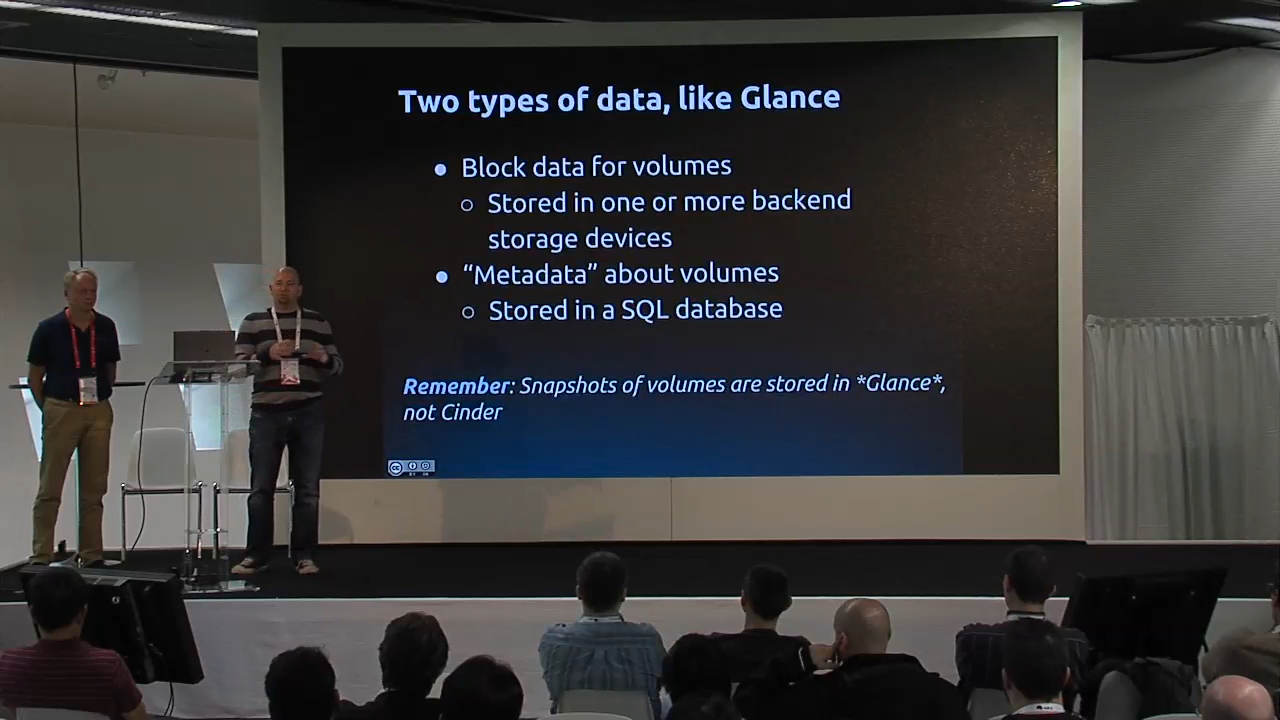 Two types of data, like Glance
● Block data for volumes
○ Stored in one or more backend
storage devices
● “Metadata” about volumes
○ Stored in a SQL database
Remember: Snapshots of volumes are stored in *Glance*,
not Cinder